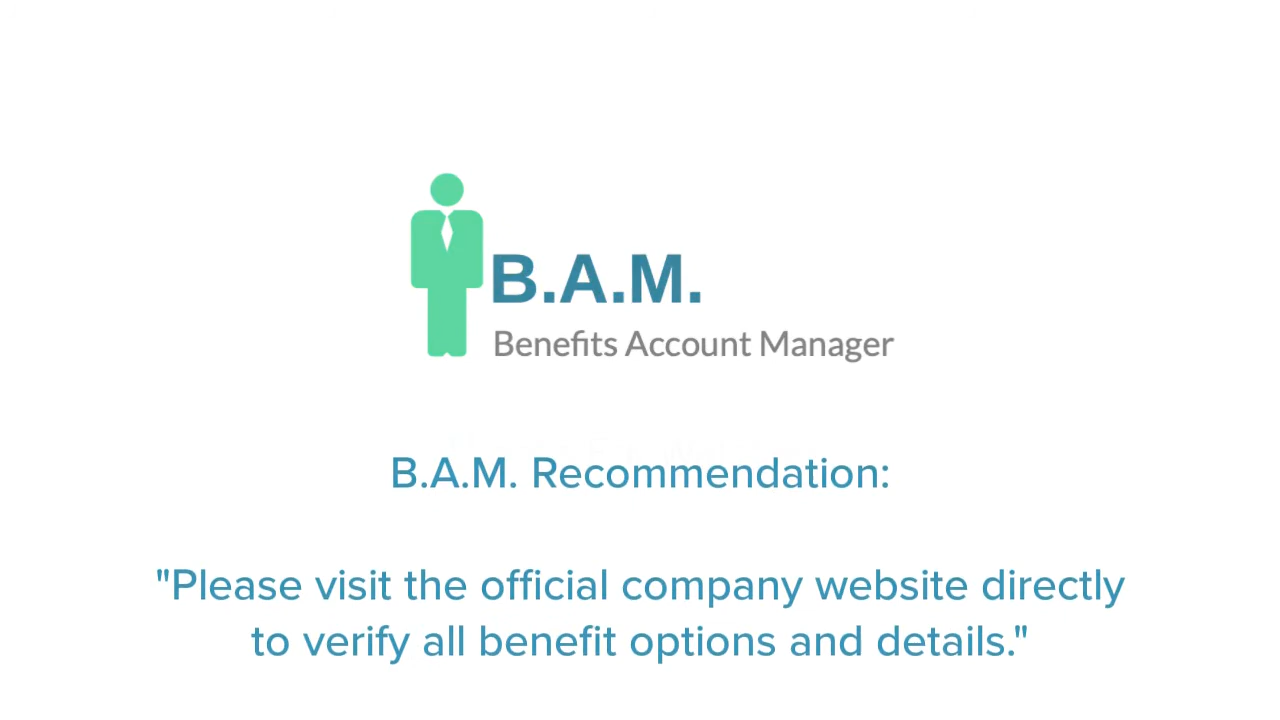 B.A.M.
Benefits Account Manager
B.A.M. Recommendation:
"Please visit the official company website directly
to verify all benefit options and details."